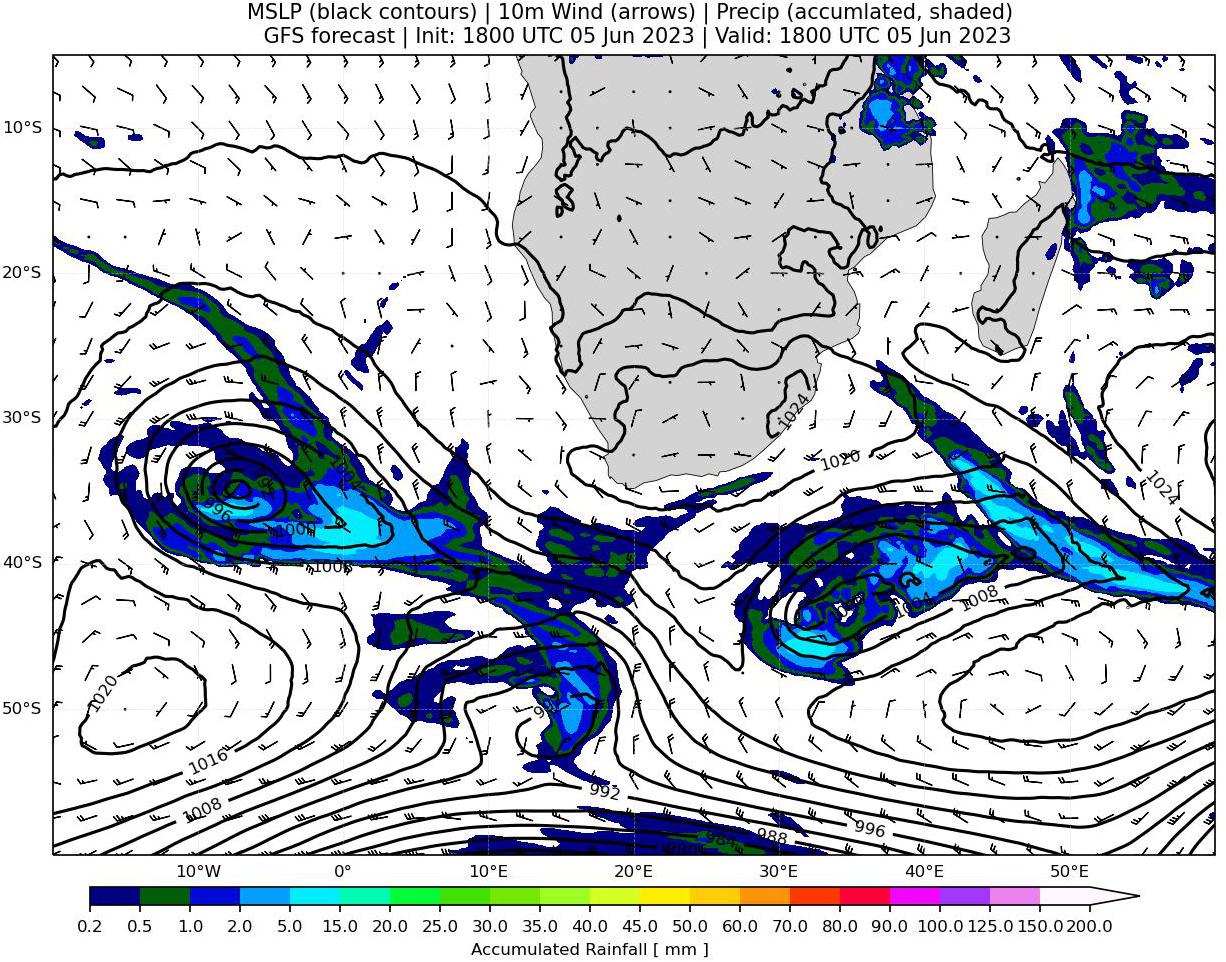 MSLP (black contours) | 10m Wind (arrows) | Precip (accumlated, shaded)
GFS forecast | Init: 1800 UTC 05 Jun 2023 | Valid: 1800 UTC 05 Jun 2023
10°S
20°S
30°S
1024
1020
1024
996
1000
40°S
1008
1004
1008
1020
50°S
1016
992
1008
996
988
984
10°W 0° 10°E 20°E 30°E 40°E 50°E
0.2 0.5 1.0 2.0 5.0 10.0 15.0 20.0 25.0 30.0 35.0 40.0 45.0 50.0 60.0 70.0 80.0 90.0 100.0 125.0 150.0 200.0
Accumulated Rainfall [ mm ]